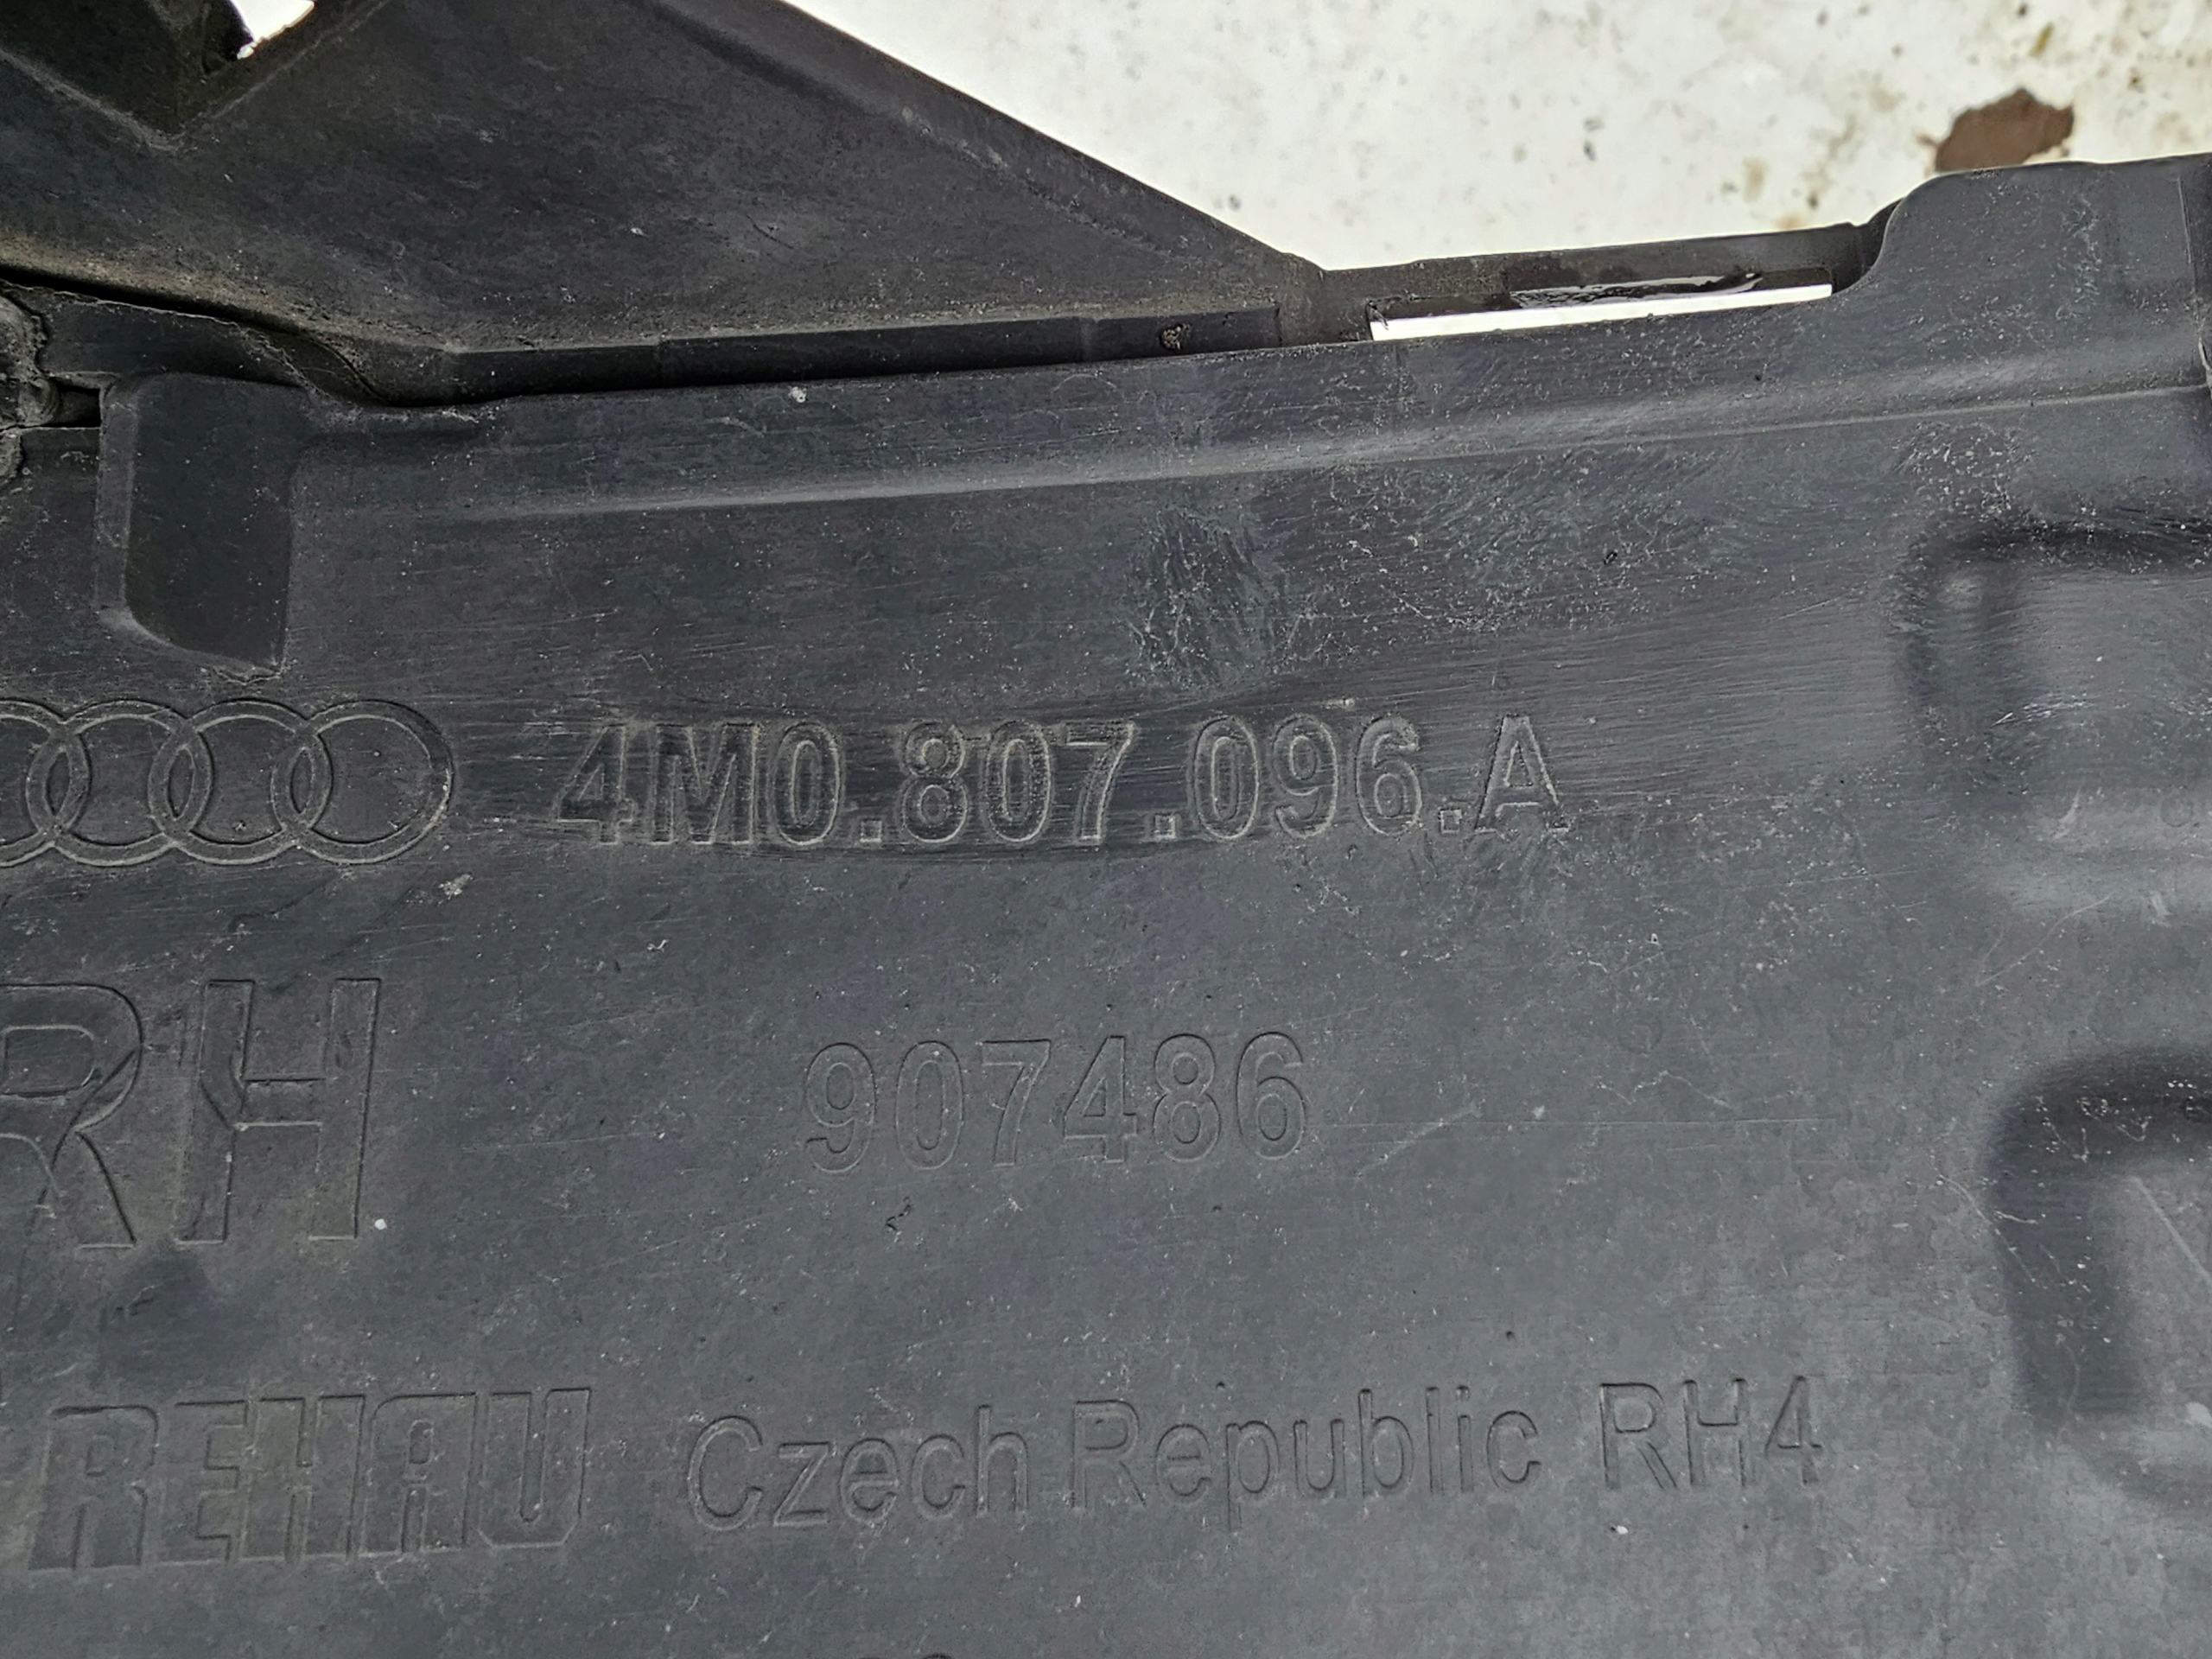 4M0.807.096.A
RH
907486
REHAU Czech Republic RH4